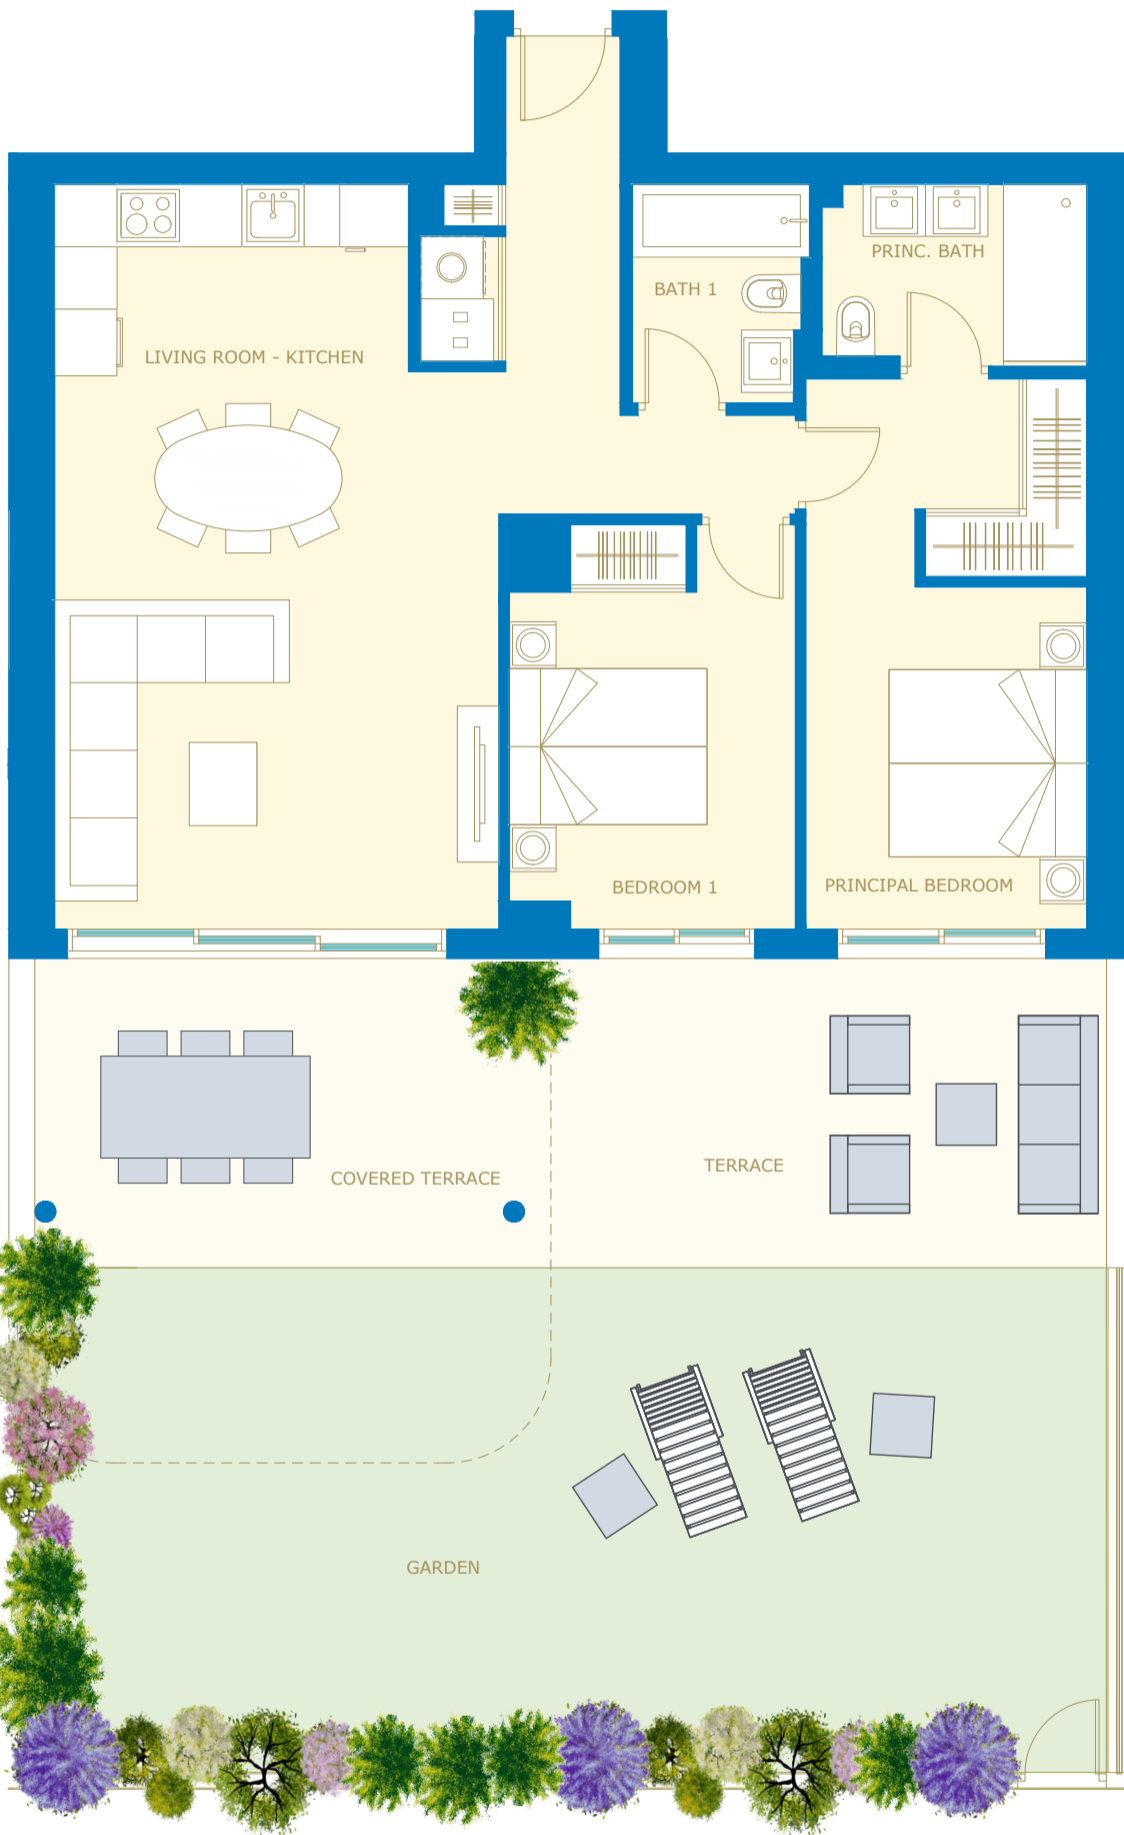 PRINC. BATH
BATH 1
LIVING ROOM - KITCHEN
BEDROOM 1
PRINCIPAL BEDROOM
COVERED TERRACE
TERRACE
GARDEN